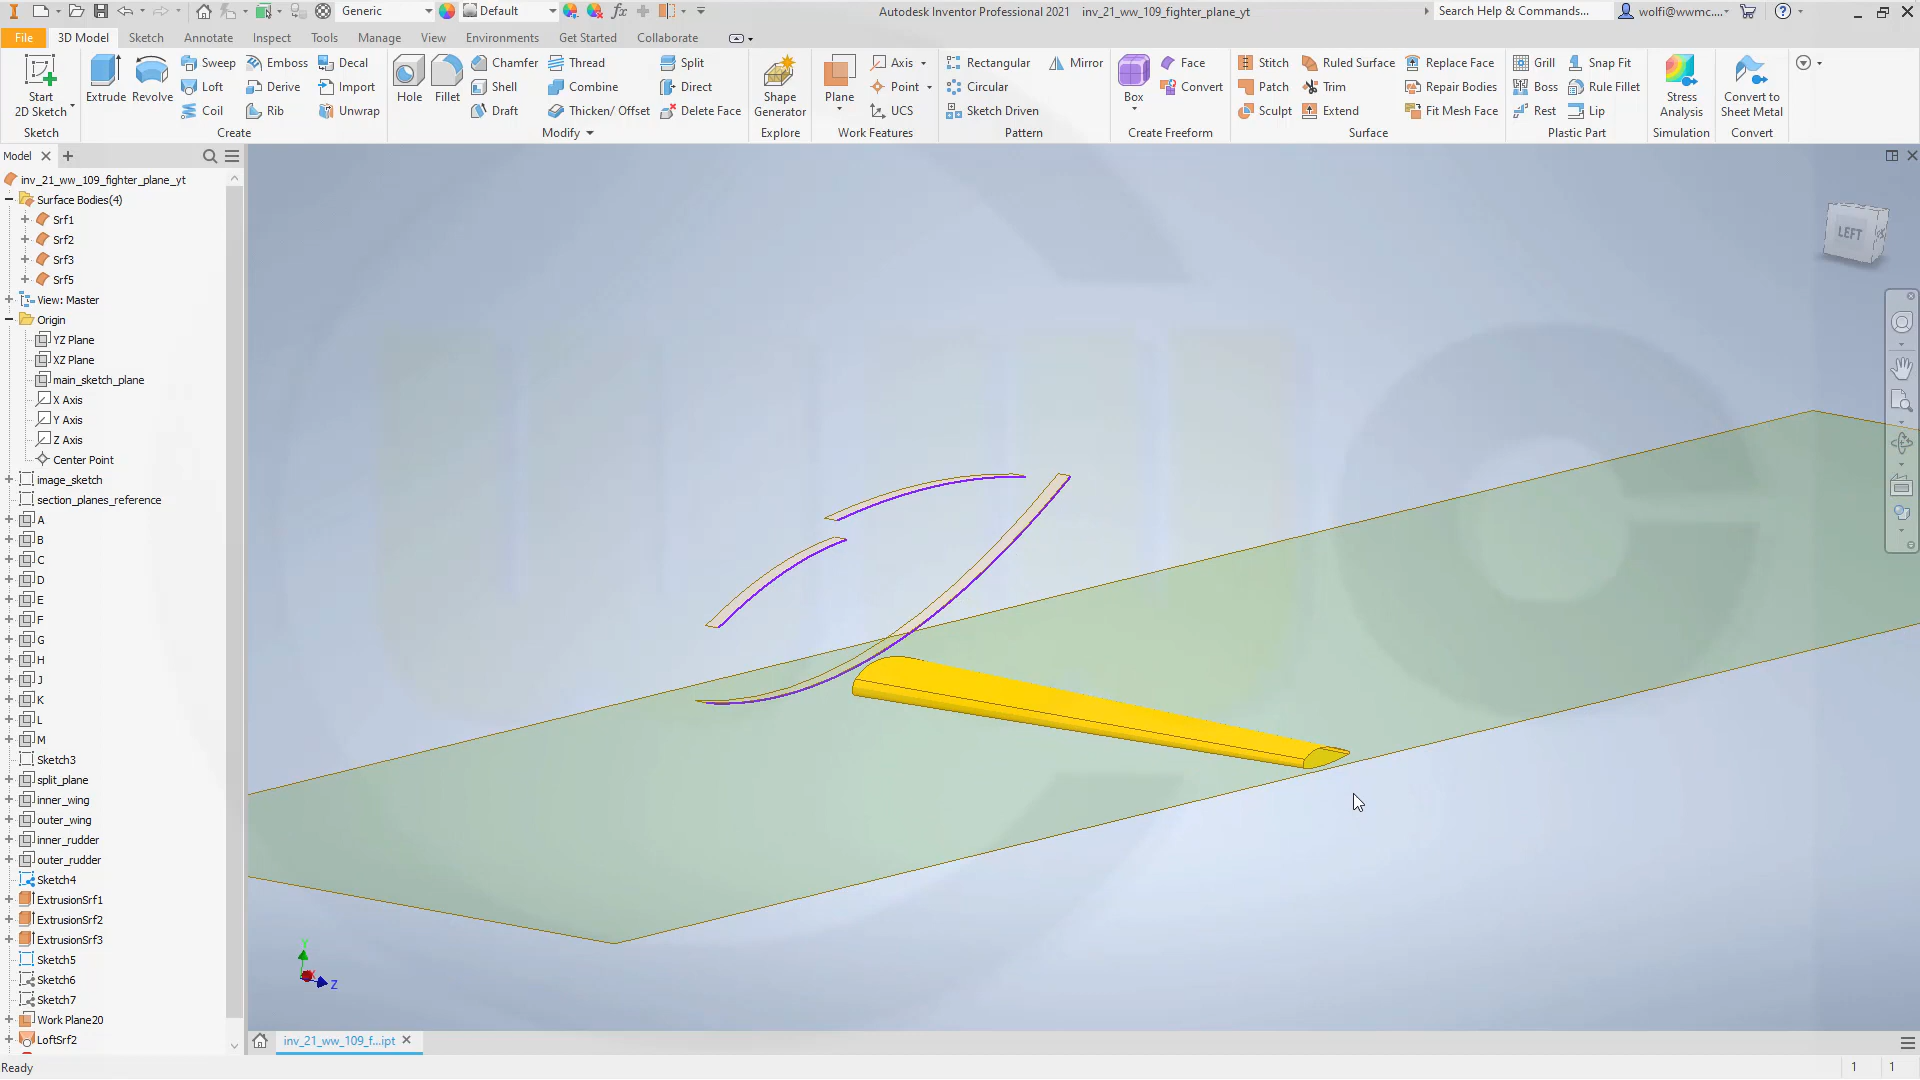 Generic
Default
Autodesk Inventor Professional 2021 inv_21_ww_109_fighter_plane_yt
Search Help & Commands...
wolfi@wwmc....
File 3D Model Sketch Annotate Inspect Tools Manage View Environments Get Started Collaborate
Start
2D Sketch
Sketch
Extrude
Revolve
Sweep
Loft
Coil
Emboss
Derive
Rib
Decal
Import
Unwrap
Create
Hole
Fillet
Chamfer
Shell
Draft
Thread
Combine
Thicken/ Offset
Split
Direct
Delete Face
Modify
Shape
Generator
Explore
Plane
Axis
Point
UCS
Work Features
Rectangular
Circular
Sketch Driven
Mirror
Pattern
Box
Face
Convert
Create Freeform
Stitch
Patch
Sculpt
Ruled Surface
Trim
Extend
Replace Face
Repair Bodies
Fit Mesh Face
Surface
Grill
Boss
Rest
Snap Fit
Rule Fillet
Lip
Plastic Part
Stress
Analysis
Simulation
Convert to
Sheet Metal
Convert
Model
inv_21_ww_109_fighter_plane_yt
Surface Bodies(4)
Srf1
Srf2
Srf3
Srf5
View: Master
Origin
YZ Plane
XZ Plane
main_sketch_plane
X Axis
Y Axis
Z Axis
Center Point
image_sketch
section_planes_reference
A
B
C
D
E
F
G
H
J
K
L
M
Sketch3
split_plane
inner_wing
outer_wing
inner_rudder
outer_rudder
Sketch4
ExtrusionSrf1
ExtrusionSrf2
ExtrusionSrf3
Sketch5
Sketch6
Sketch7
Work Plane20
LoftSrf2
LEFT
Y
X
Z
inv_21_ww_109_f...ipt
Ready
1 1